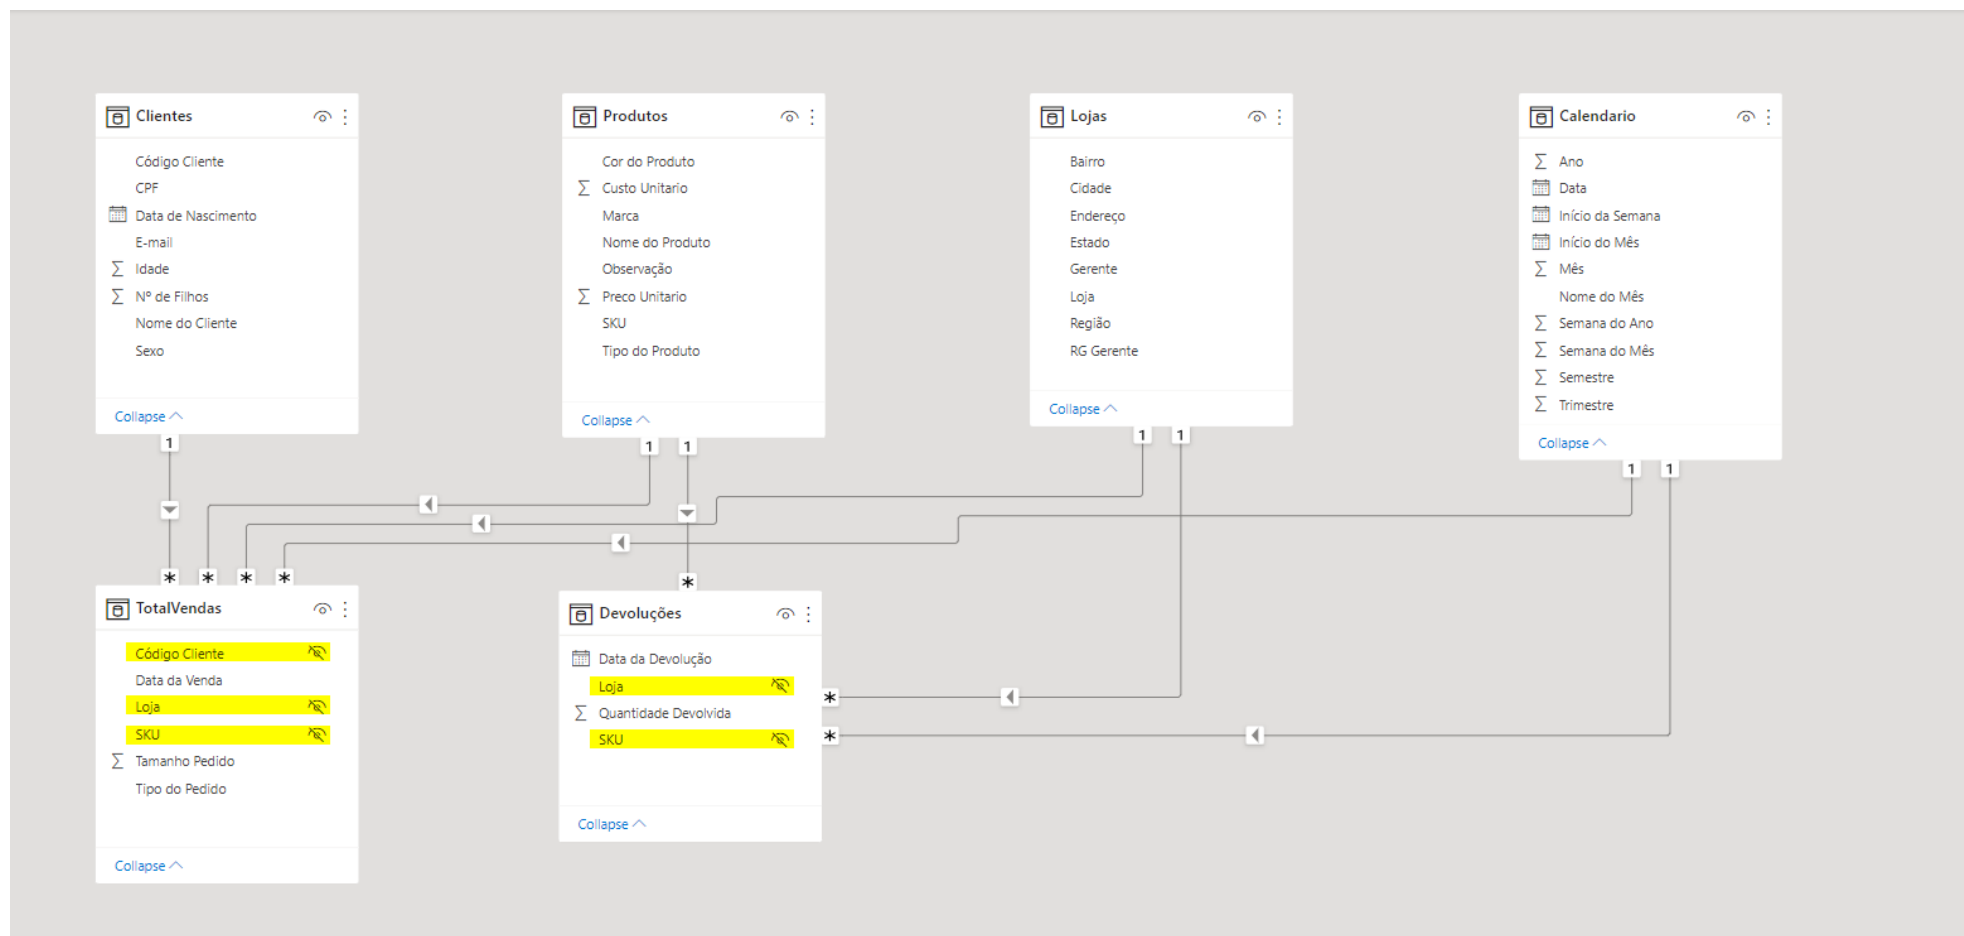 Clientes
Código Cliente
CPF
Data de Nascimento
E-mail
Idade
Nº de Filhos
Nome do Cliente
Sexo
Collapse
Produtos
Cor do Produto
Custo Unitario
Marca
Nome do Produto
Observação
Preco Unitario
SKU
Tipo do Produto
Collapse
Lojas
Bairro
Cidade
Endereço
Estado
Gerente
Loja
Região
RG Gerente
Collapse
Calendario
Ano
Data
Início da Semana
Início do Mês
Mês
Nome do Mês
Semana do Ano
Semana do Mês
Semestre
Trimestre
Collapse
1
1
1
1
1
1
1
*
*
*
*
*
*
*
TotalVendas
Código Cliente
Data da Venda
Loja
SKU
Tamanho Pedido
Tipo do Pedido
Collapse
Devoluções
Data da Devolução
Loja
Quantidade Devolvida
SKU
Collapse